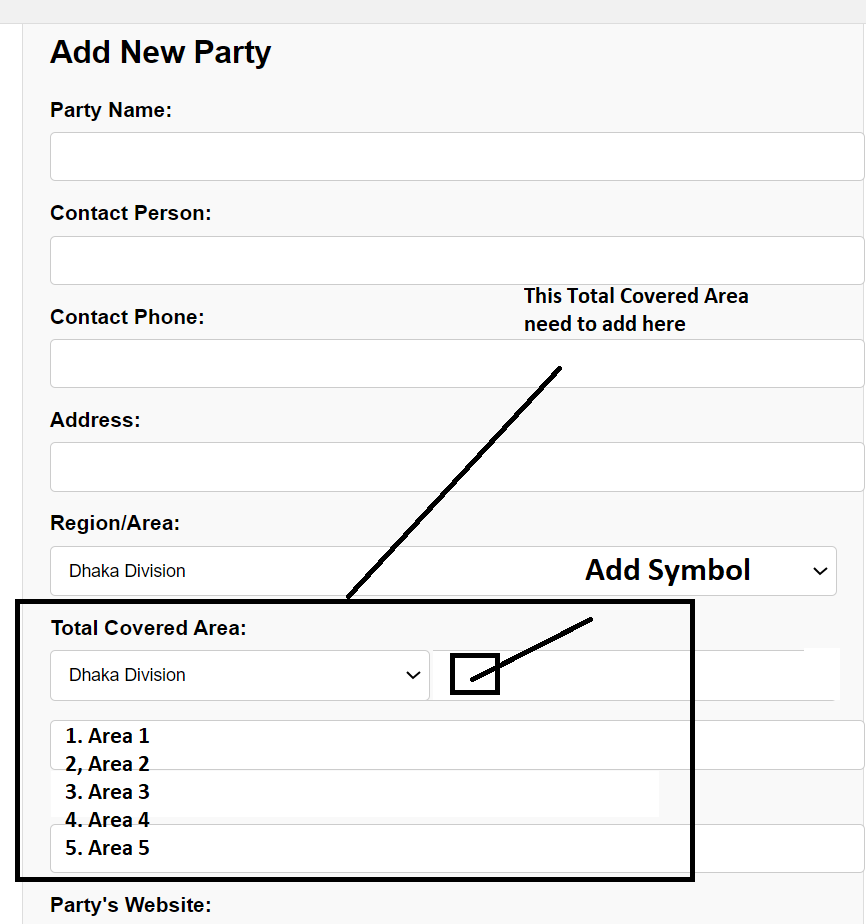 Add New Party
Party Name:
Contact Person:
This Total Covered Area
need to add here
Contact Phone:
Address:
Region/Area:
Dhaka Division
Add Symbol
Total Covered Area:
Dhaka Division
1. Area 1
2, Area 2
3. Area 3
4. Area 4
5. Area 5
Party's Website: